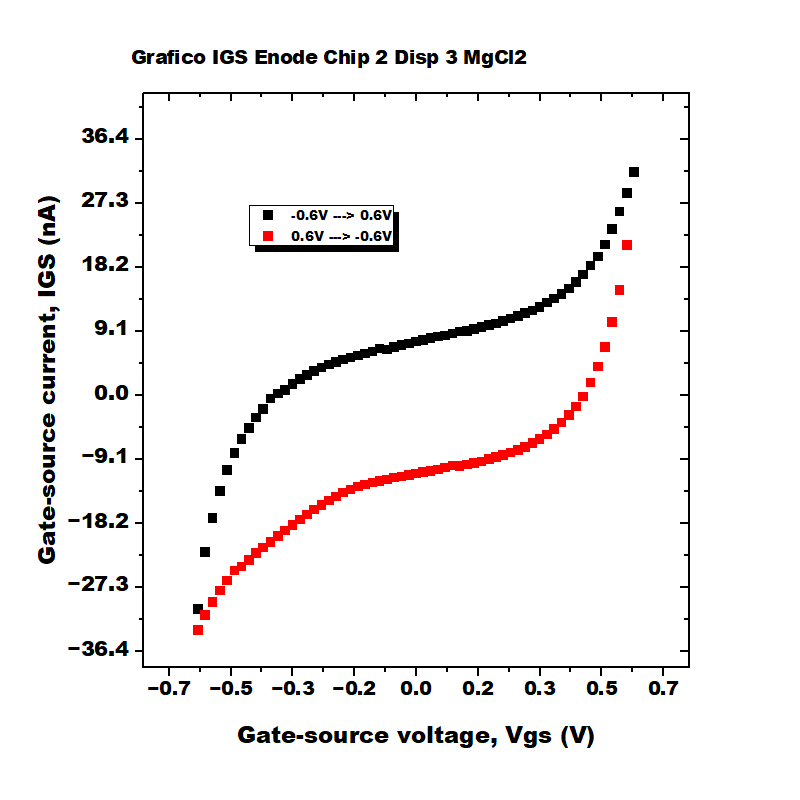 Grafico IGS Enode Chip 2 Disp 3 MgCl2
36.4
27.3
18.2
9.1
0.0
−9.1
−18.2
−27.3
−36.4
Gate-source current, IGS (nA)
-0.6V ---> 0.6V
0.6V ---> -0.6V
−0.7 −0.5 −0.3 −0.2 0.0 0.2 0.3 0.5 0.7
Gate-source voltage, Vgs (V)